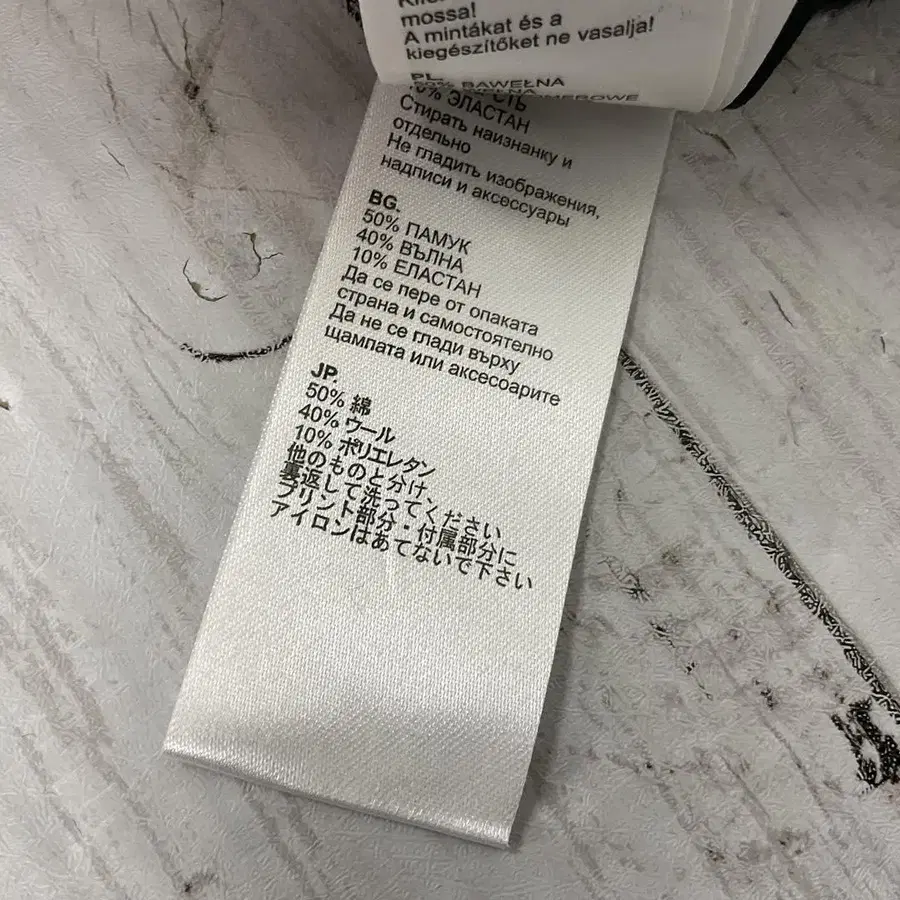 mossa!
A mintákat és a
kiegészítőket ne vasalja!
PL.
50% BAWEŁNA
10% ЭЛАСТАН
Стирать наизнанку и
отдельно
Не гладить изображения,
надписи и аксессуары
BG.
50% ПАМУК
40% ВЪЛНА
10% ЕЛАСТАН
Да се пере от опаката
страна и самостоятелно
Да не се глади върху
щампата или аксесоарите
JP.
50% 綿
40% ウール
10% ポリエレタン
他のものと分け、
裏返して洗ってください
プリント部分・付属部分に
アイロンはあてないで下さい